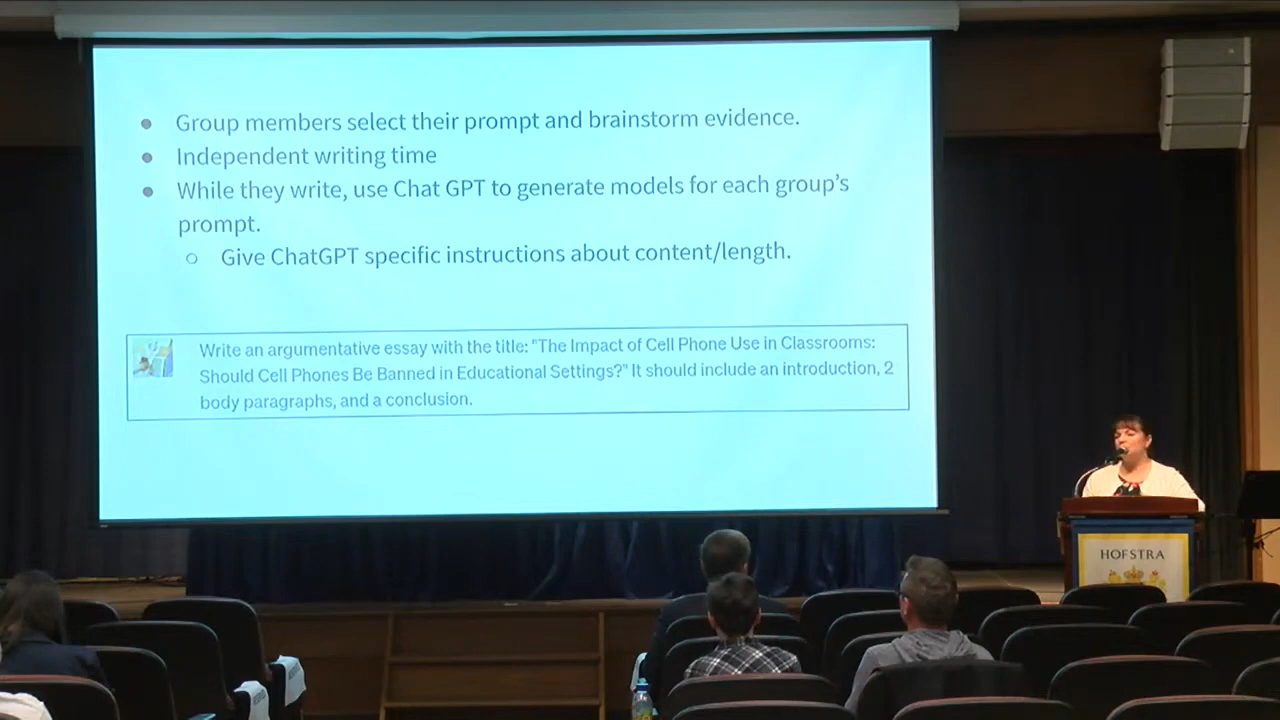 Group members select their prompt and brainstorm evidence.
Independent writing time
While they write, use Chat GPT to generate models for each group's
prompt.
Give ChatGPT specific instructions about content/length.
Write an argumentative essay with the title: "The Impact of Cell Phone Use in Classrooms:
Should Cell Phones Be Banned in Educational Settings?" It should include an introduction, 2
body paragraphs, and a conclusion.
HOFSTRA